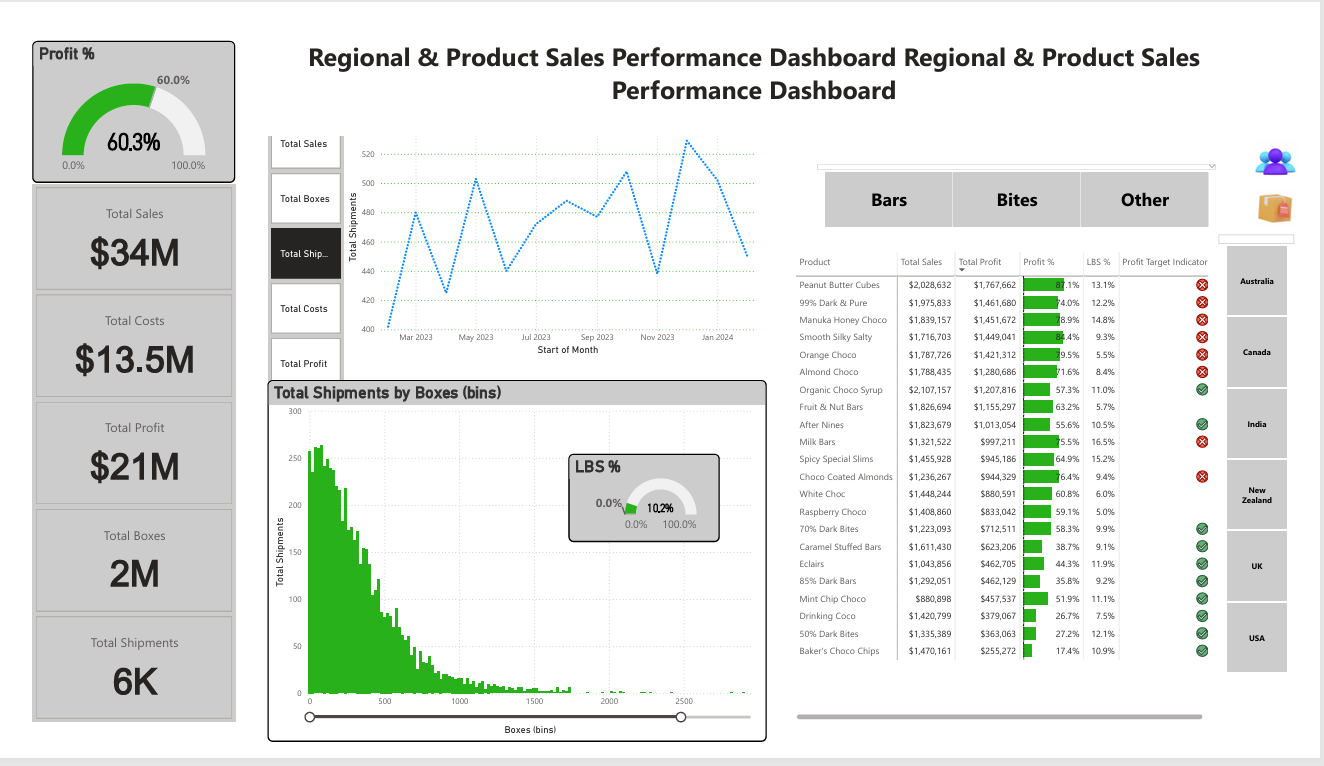 Regional & Product Sales Performance Dashboard Regional & Product Sales
Performance Dashboard
Profit %
60.0%
60.3%
0.0% 100.0%
Total Sales
$34M
Total Costs
$13.5M
Total Profit
$21M
Total Boxes
2M
Total Shipments
6K
Total Sales
Total Boxes
Total Ship...
Total Costs
Total Profit
Total Shipments
520
500
480
460
440
420
400
Mar 2023 May 2023 Jul 2023 Sep 2023 Nov 2023 Jan 2024
Start of Month
Total Shipments by Boxes (bins)
Total Shipments
300
250
200
150
100
50
0
0 500 1000 1500 2000 2500
Boxes (bins)
LBS %
0.0%
10.2%
0.0% 100.0%
Bars Bites Other
Product Total Sales Total Profit Profit % LBS % Profit Target Indicator
Peanut Butter Cubes $2,028,632 $1,767,662 87.1% 13.1%
99% Dark & Pure $1,975,833 $1,461,680 74.0% 12.2%
Manuka Honey Choco $1,839,157 $1,451,672 78.9% 14.8%
Smooth Silky Salty $1,716,703 $1,449,041 84.4% 9.3%
Orange Choco $1,787,726 $1,421,312 79.5% 5.5%
Almond Choco $1,788,435 $1,280,686 71.6% 8.4%
Organic Choco Syrup $2,107,157 $1,207,816 57.3% 11.0%
Fruit & Nut Bars $1,826,694 $1,155,297 63.2% 5.7%
After Nines $1,823,679 $1,013,054 55.6% 10.5%
Milk Bars $1,321,522 $997,211 75.5% 16.5%
Spicy Special Slims $1,455,928 $945,186 64.9% 15.2%
Choco Coated Almonds $1,236,267 $944,329 76.4% 9.4%
White Choc $1,448,244 $880,591 60.8% 6.0%
Raspberry Choco $1,408,860 $833,042 59.1% 5.0%
70% Dark Bites $1,223,093 $712,511 58.3% 9.9%
Caramel Stuffed Bars $1,611,430 $623,206 38.7% 9.1%
Eclairs $1,043,856 $462,705 44.3% 11.9%
85% Dark Bars $1,292,051 $462,129 35.8% 9.2%
Mint Chip Choco $880,898 $457,537 51.9% 11.1%
Drinking Coco $1,420,799 $379,067 26.7% 7.5%
50% Dark Bites $1,335,389 $363,063 27.2% 12.1%
Baker's Choco Chips $1,470,161 $255,272 17.4% 10.9%
Australia
Canada
India
New
Zealand
UK
USA